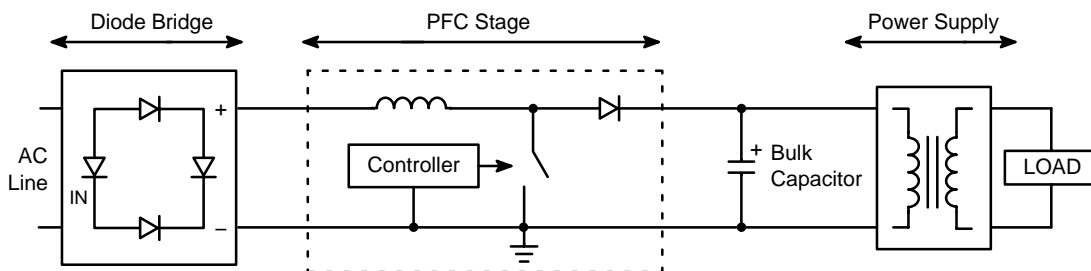 Diode Bridge
PFC Stage
Power Supply
+
AC
Line
IN
−
Controller
+
Bulk
Capacitor
LOAD